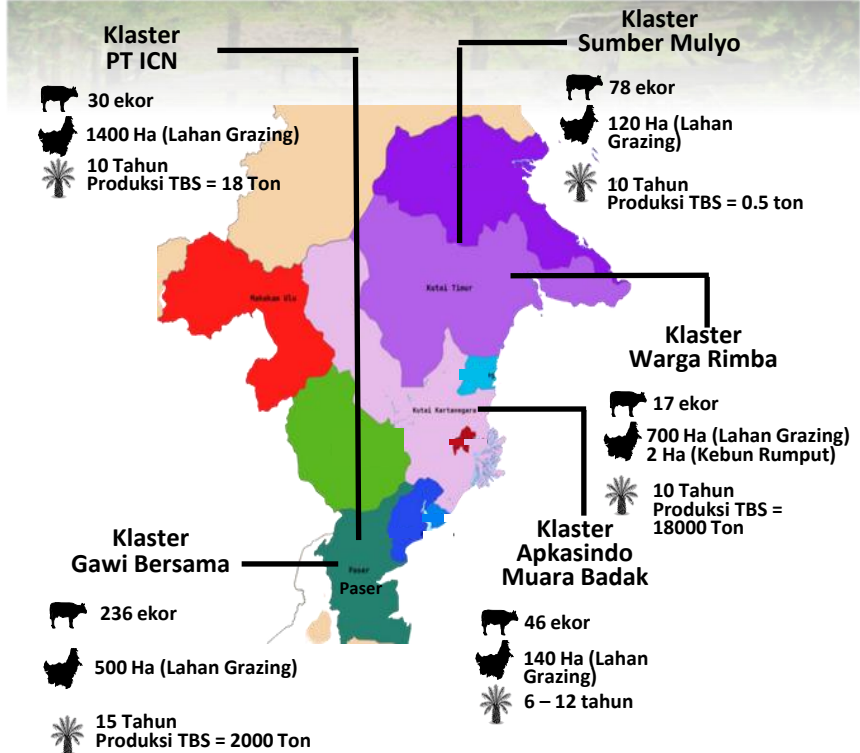 Klaster
PT ICN
30 ekor
1400 Ha (Lahan Grazing)
10 Tahun
Produksi TBS = 18 Ton
Klaster
Sumber Mulyo
78 ekor
120 Ha (Lahan
Grazing)
10 Tahun
Produksi TBS = 0.5 ton
Mahakam Ulu
Kutai Timur
Kutai Kartanegara
Klaster
Warga Rimba
17 ekor
700 Ha (Lahan Grazing)
2 Ha (Kebun Rumput)
10 Tahun
Produksi TBS =
18000 Ton
Klaster
Gawi Bersama
236 ekor
500 Ha (Lahan Grazing)
15 Tahun
Produksi TBS = 2000 Ton
Paser
Paser
Klaster
Apkasindo
Muara Badak
46 ekor
140 Ha (Lahan
Grazing)
6 – 12 tahun